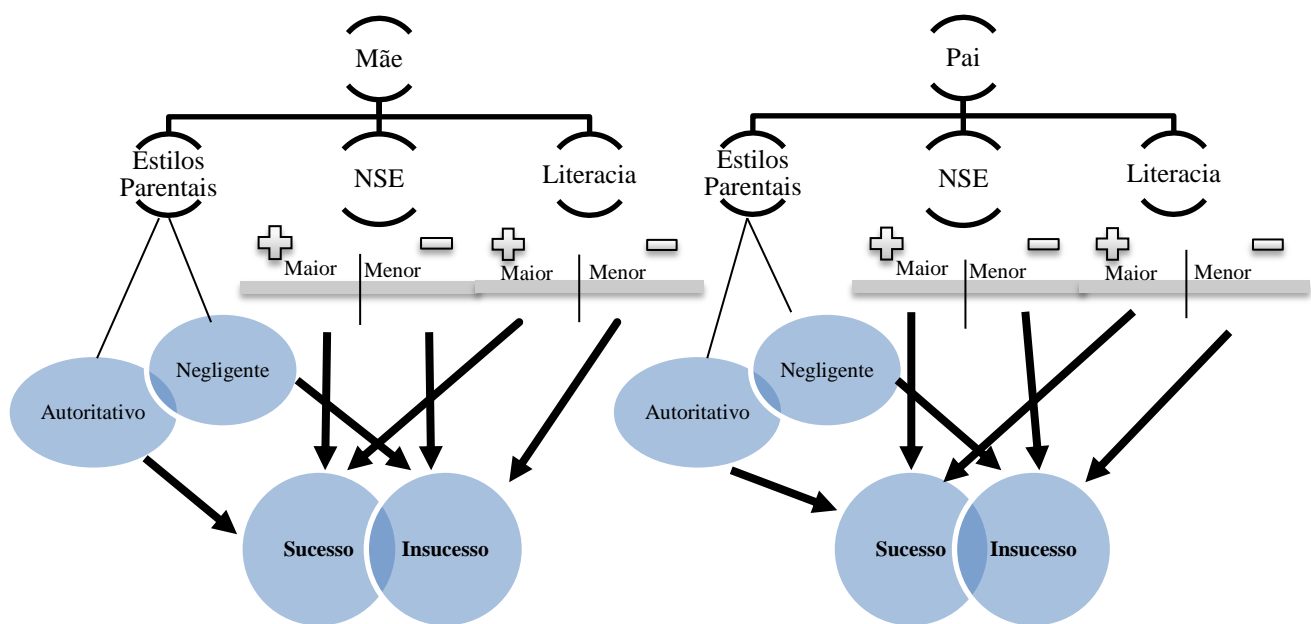 Mãe
Pai
Estilos
Parentais
NSE
Literacia
Estilos
Parentais
NSE
Literacia
Maior
Menor
Maior
Menor
Maior
Menor
Maior
Menor
Negligente
Autoritativo
Negligente
Autoritativo
Sucesso
Insucesso
Sucesso
Insucesso